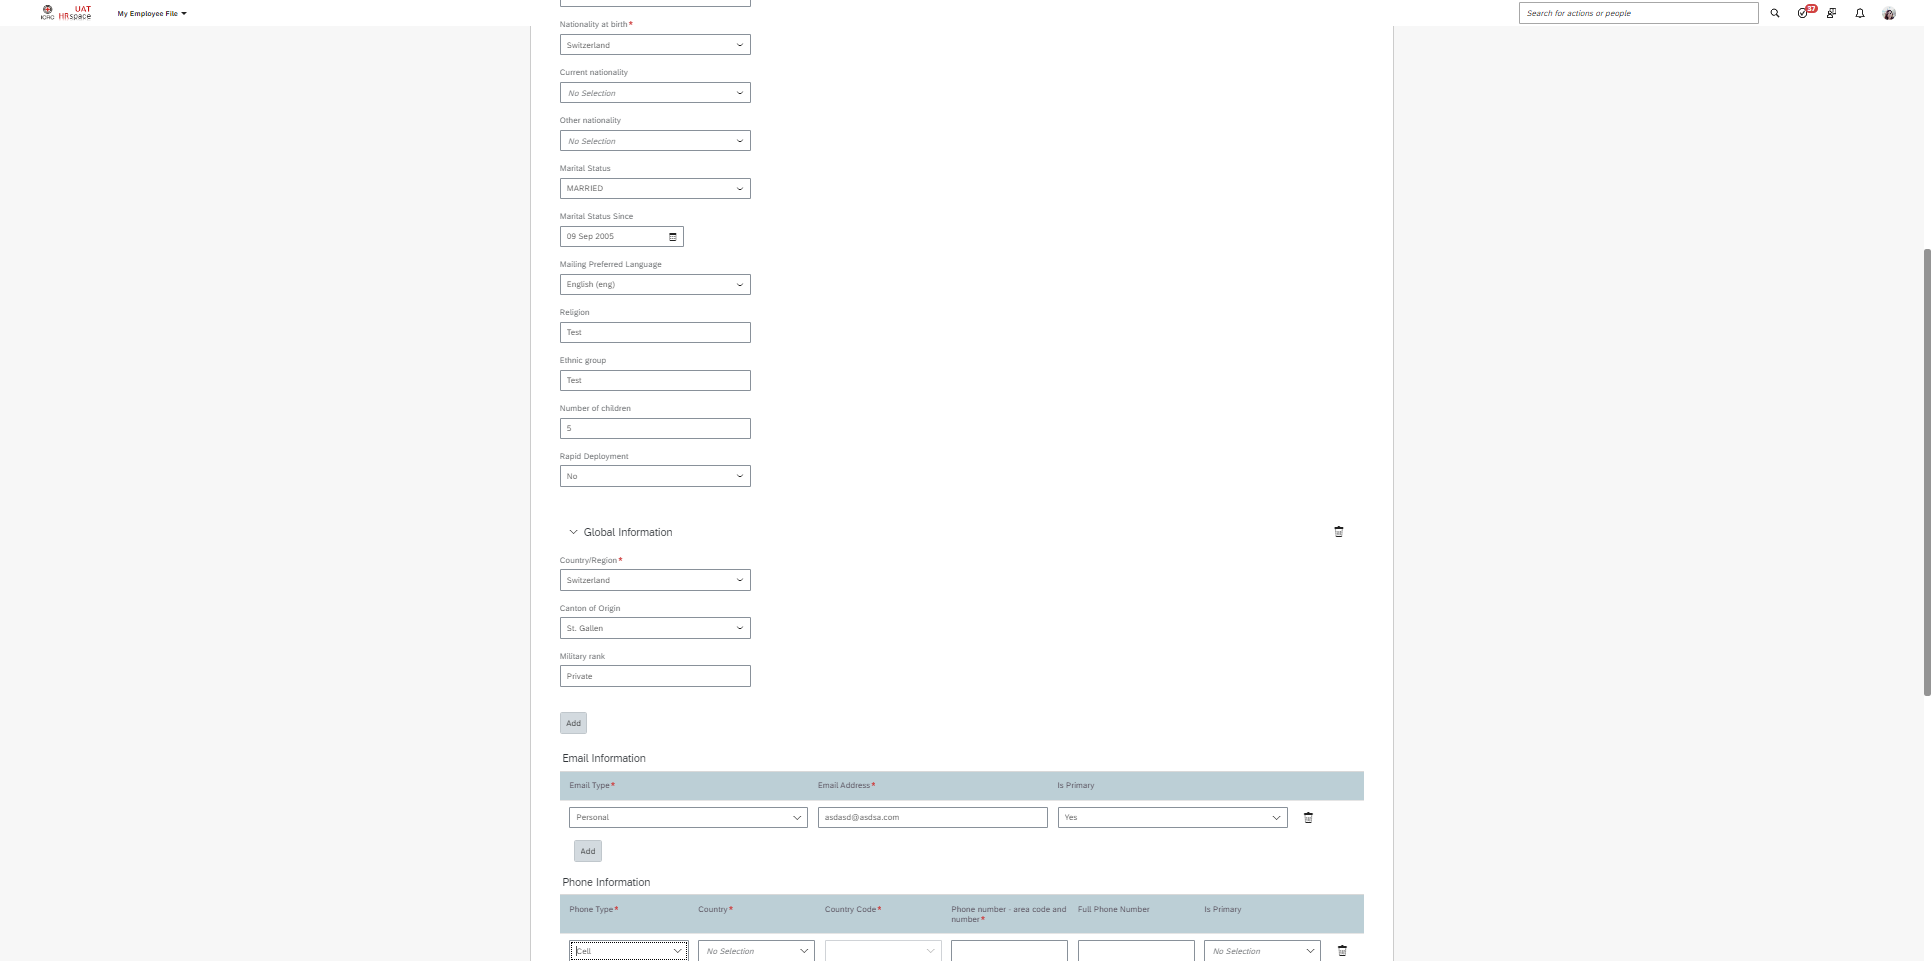 ICRC
UAT
HRspace
My Employee File
Search for actions or people
37
Nationality at birth*
Switzerland
Current nationality
No Selection
Other nationality
No Selection
Marital Status
MARRIED
Marital Status Since
09 Sep 2005
Mailing Preferred Language
English (eng)
Religion
Test
Ethnic group
Test
Number of children
5
Rapid Deployment
No
Global Information
Country/Region*
Switzerland
Canton of Origin
St. Gallen
Military rank
Private
Add
Email Information
Email Type* Email Address* Is Primary
Personal asdasd@asdsa.com Yes
Add
Phone Information
Phone Type* Country* Country Code* Phone number - area code and number* Full Phone Number Is Primary
Cell No Selection No Selection